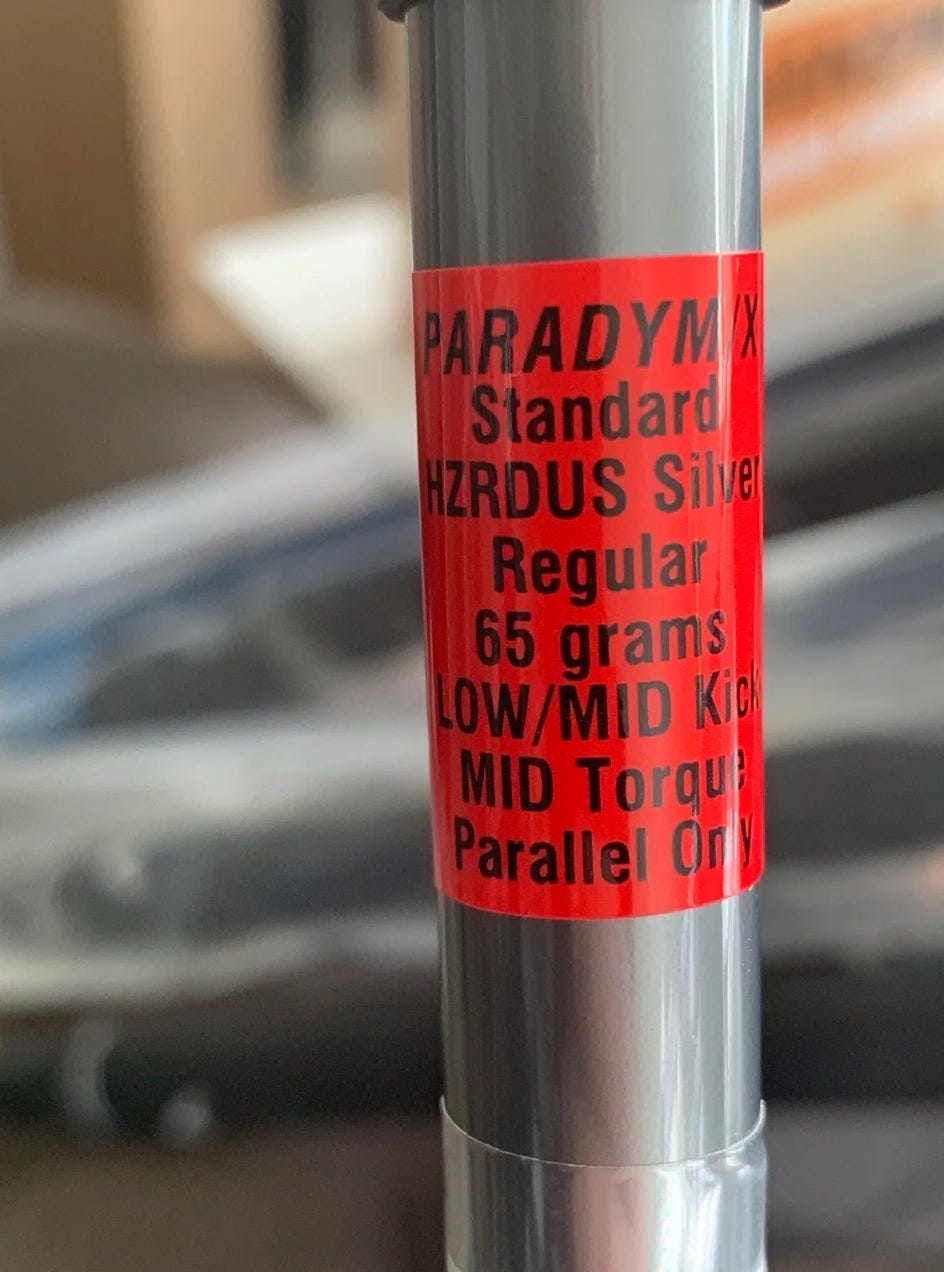 PARADYM/X
Standard
HZRDUS Silver
Regular
65 grams
LOW/MID Kick
MID Torque
Parallel Only